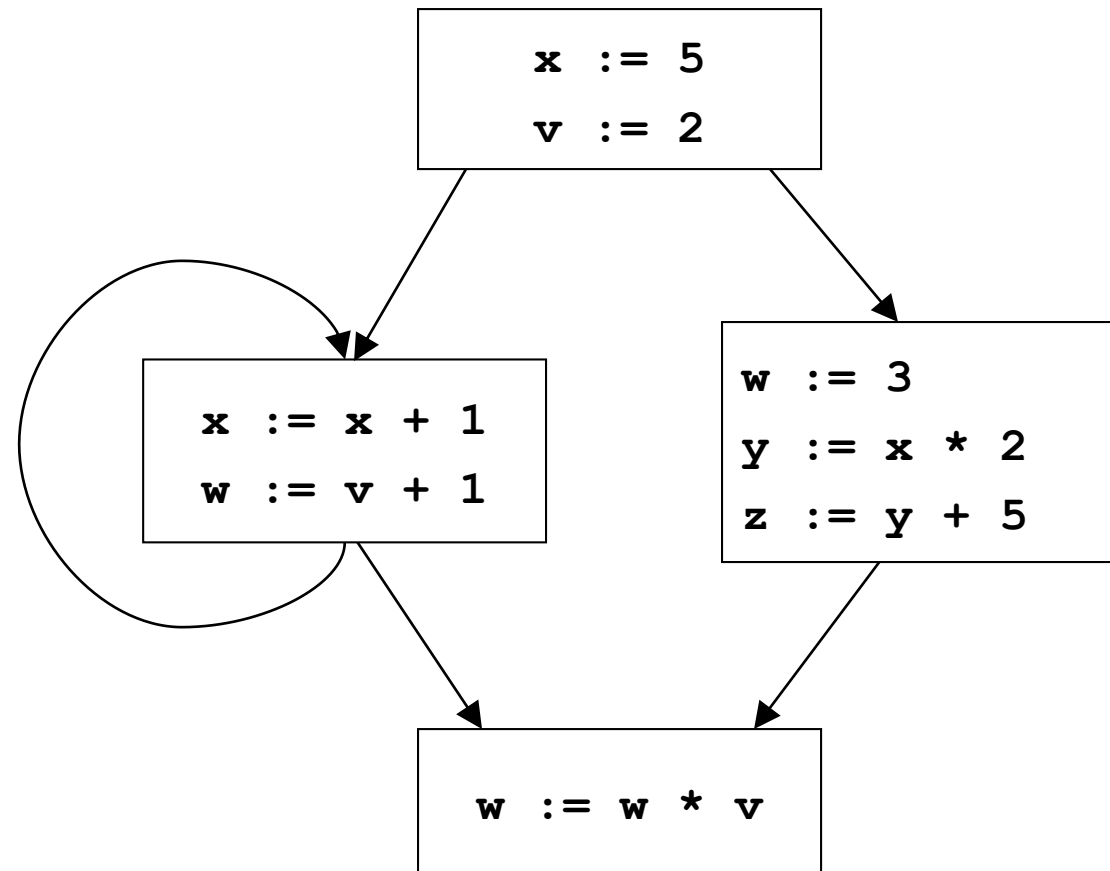 x := 5
v := 2
x := x + 1
w := v + 1
w := 3
y := x * 2
z := y + 5
w := w * v